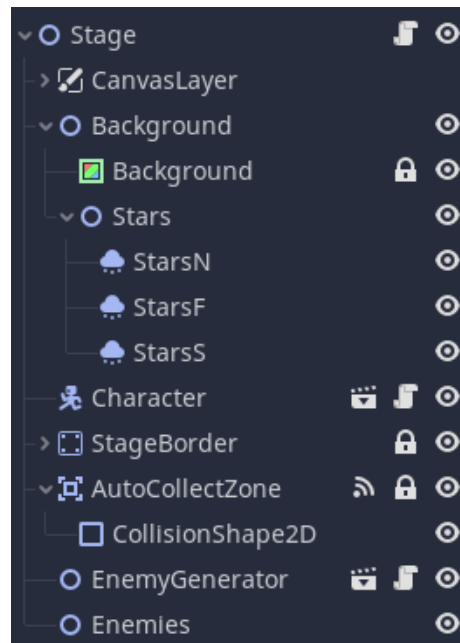 Stage
CanvasLayer
Background
Background
Stars
StarsN
StarsF
StarsS
Character
StageBorder
AutoCollectZone
CollisionShape2D
EnemyGenerator
Enemies